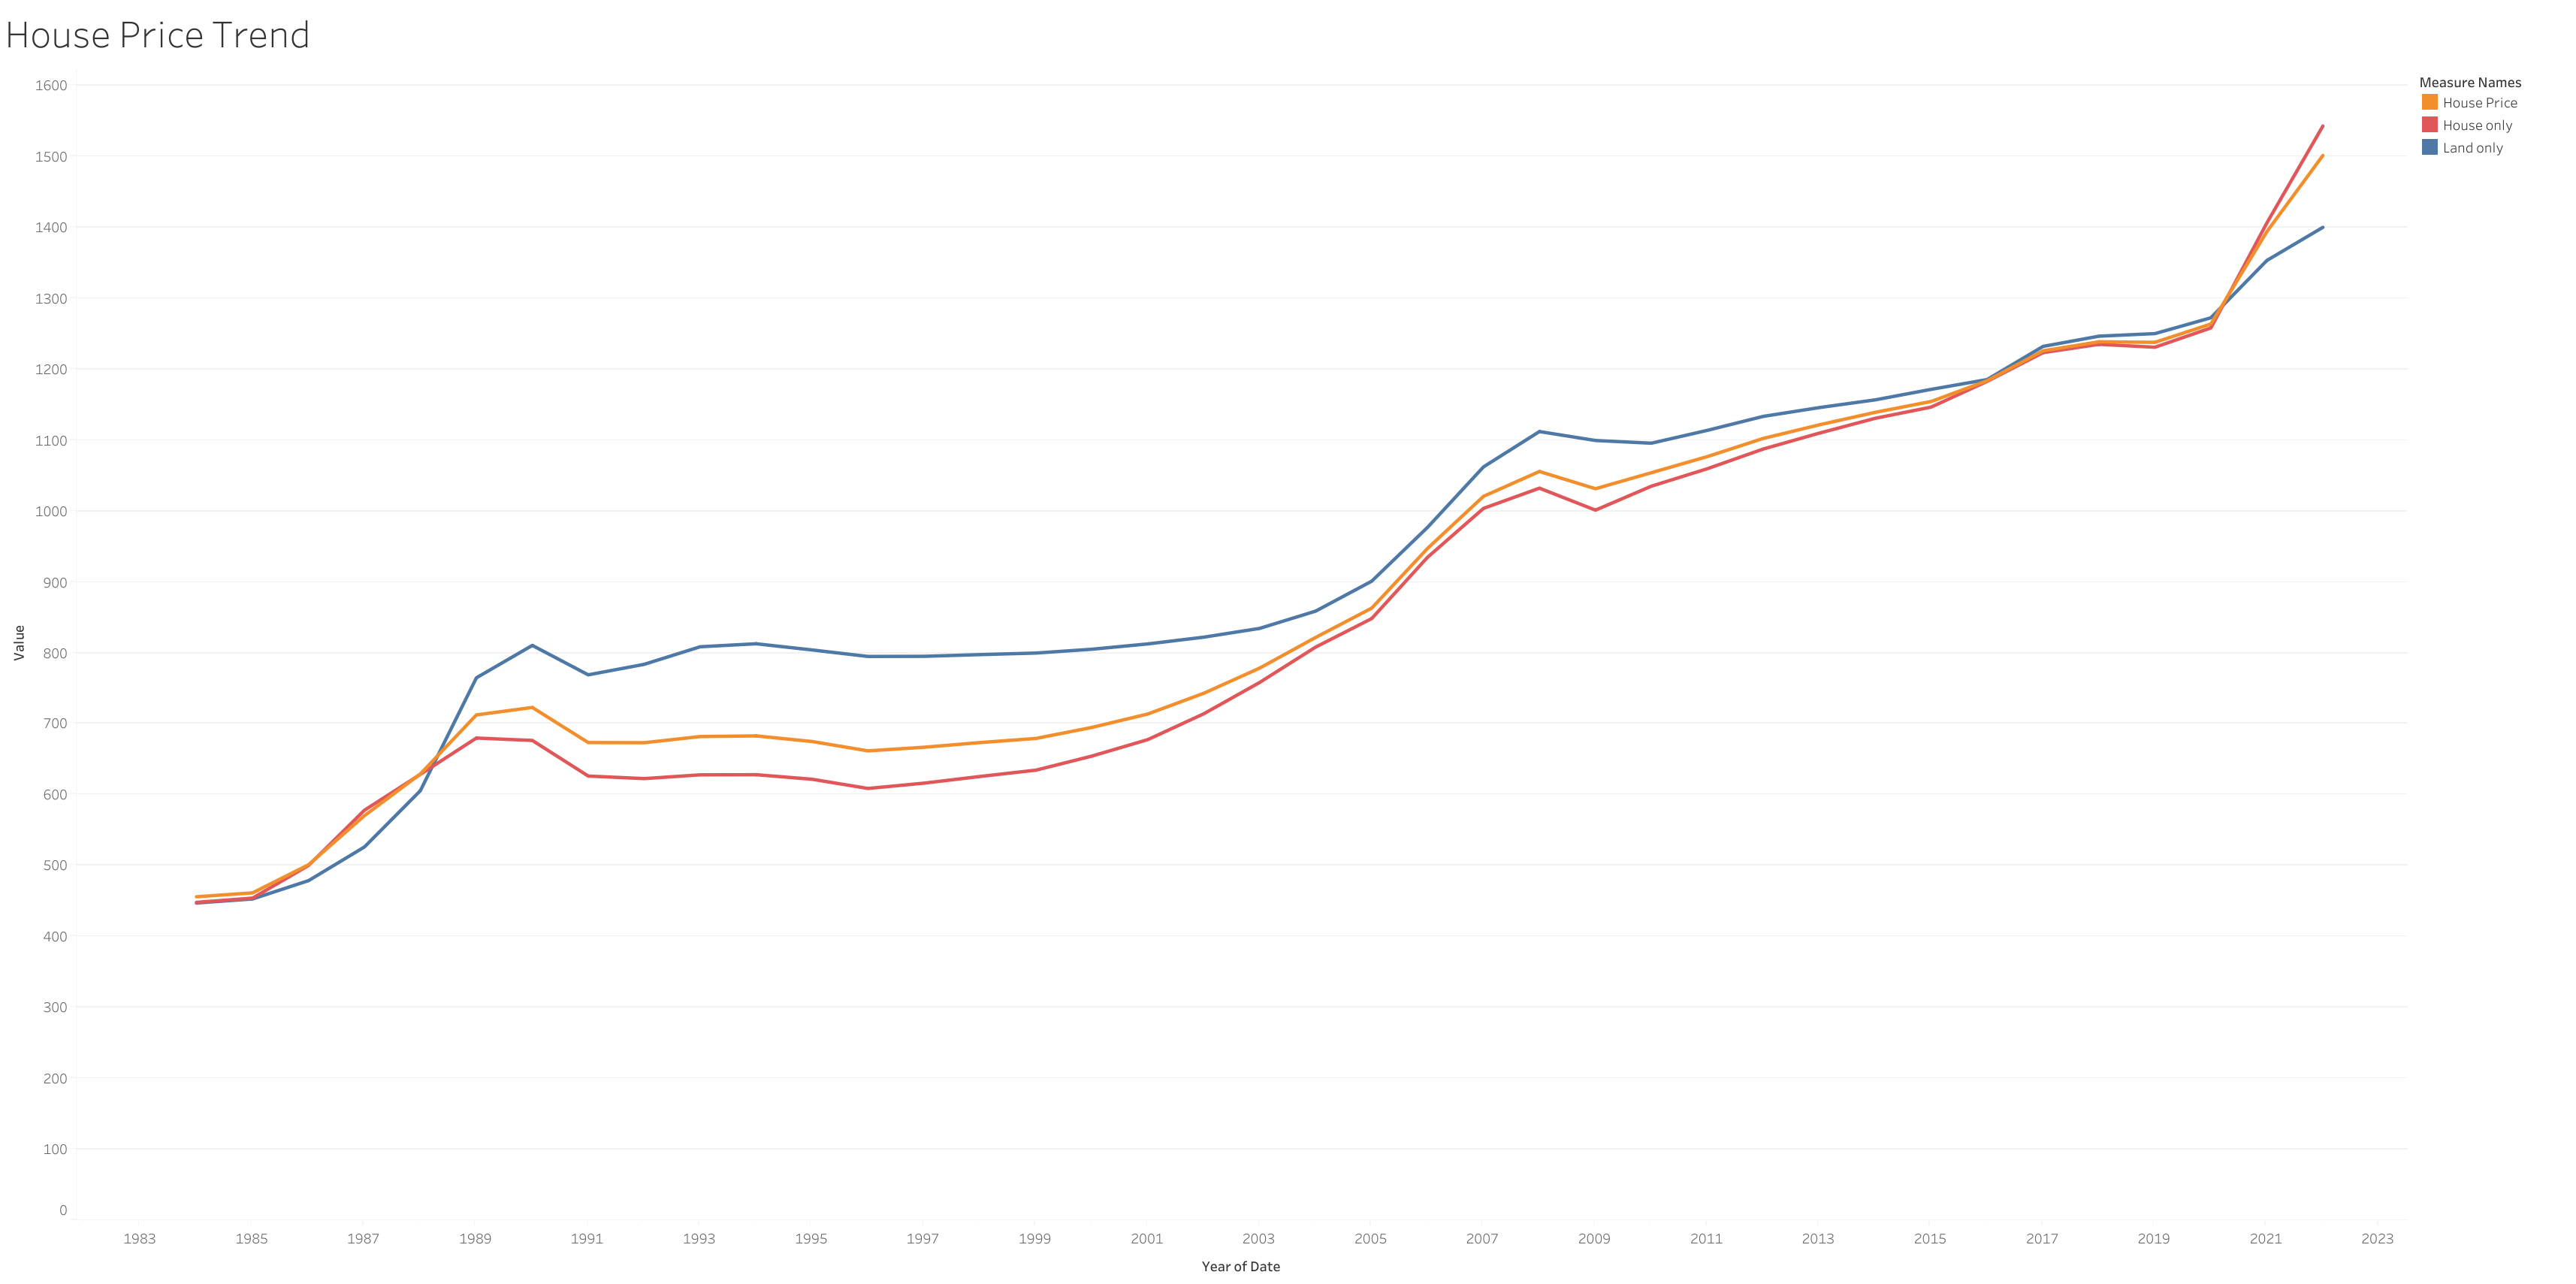 House Price Trend
1600
1500
1400
1300
1200
1100
1000
900
800
700
600
500
400
300
200
100
0
Value
1983 1985 1987 1989 1991 1993 1995 1997 1999 2001 2003 2005 2007 2009 2011 2013 2015 2017 2019 2021 2023
Year of Date
Measure Names
House Price
House only
Land only